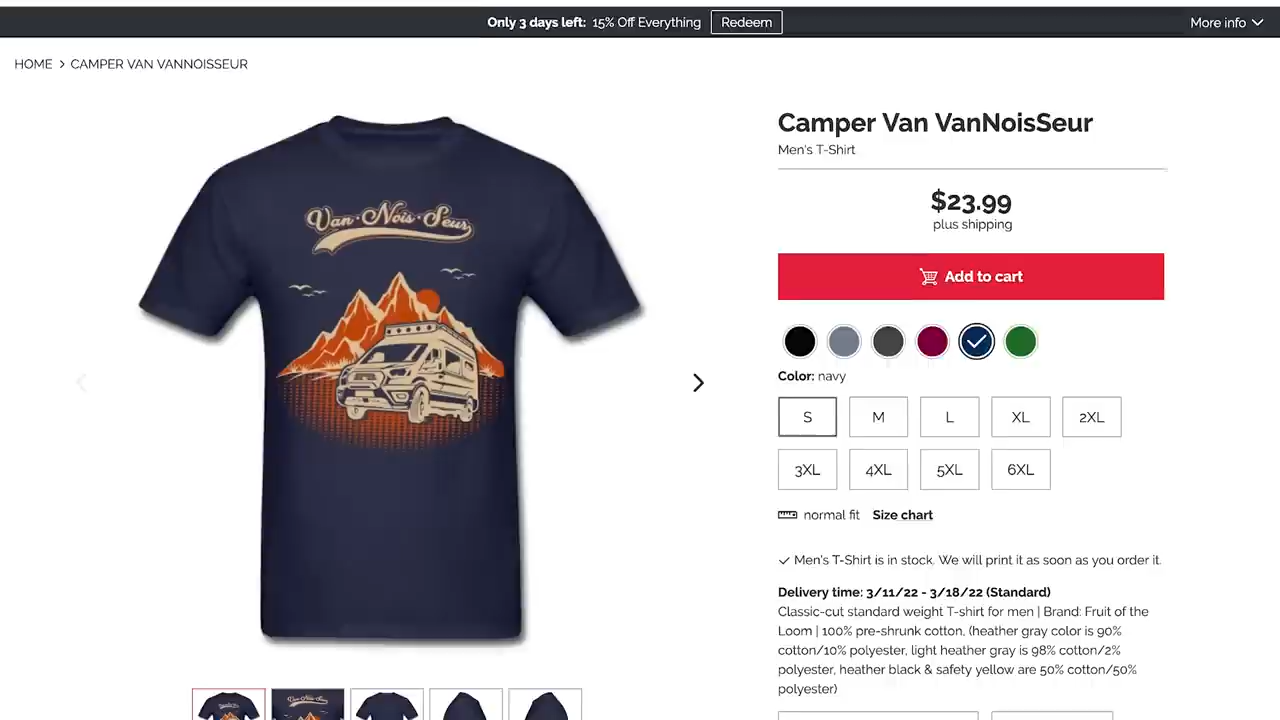 Only 3 days left: 15% Off Everything Redeem More info
HOME > CAMPER VAN VANNOISSEUR
Camper Van VanNoisSeur
Men's T-Shirt
$23.99
plus shipping
Add to cart
Van·Nois·Seur
Color: navy
S M L XL 2XL
3XL 4XL 5XL 6XL
normal fit Size chart
Men's T-Shirt is in stock. We will print it as soon as you order it.
Delivery time: 3/11/22 - 3/18/22 (Standard)
Classic-cut standard weight T-shirt for men | Brand: Fruit of the
Loom | 100% pre-shrunk cotton, (heather gray color is 90%
cotton/10% polyester, light heather gray is 98% cotton/2%
polyester, heather black & safety yellow are 50% cotton/50%
polyester)